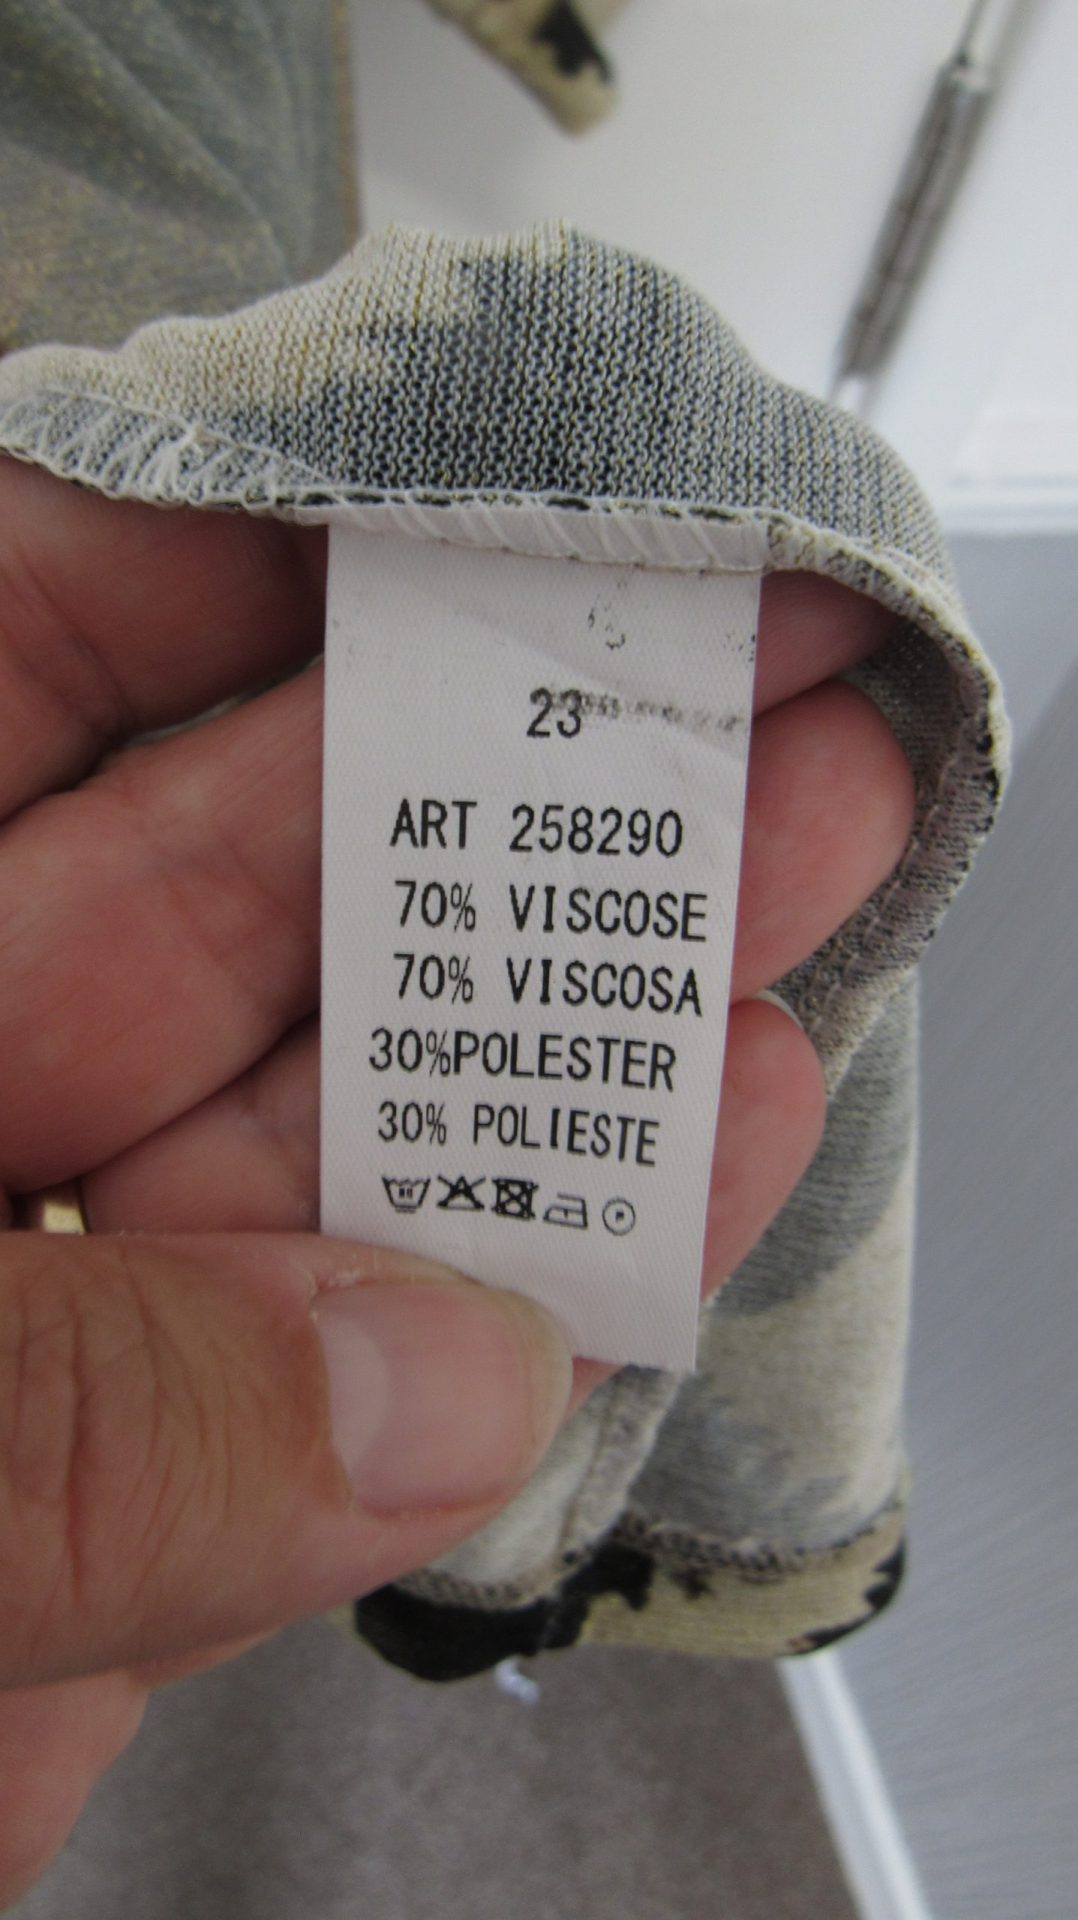 23
ART 258290
70% VISCOSE
70% VISCOSA
30%POLESTER
30% POLIESTE
P